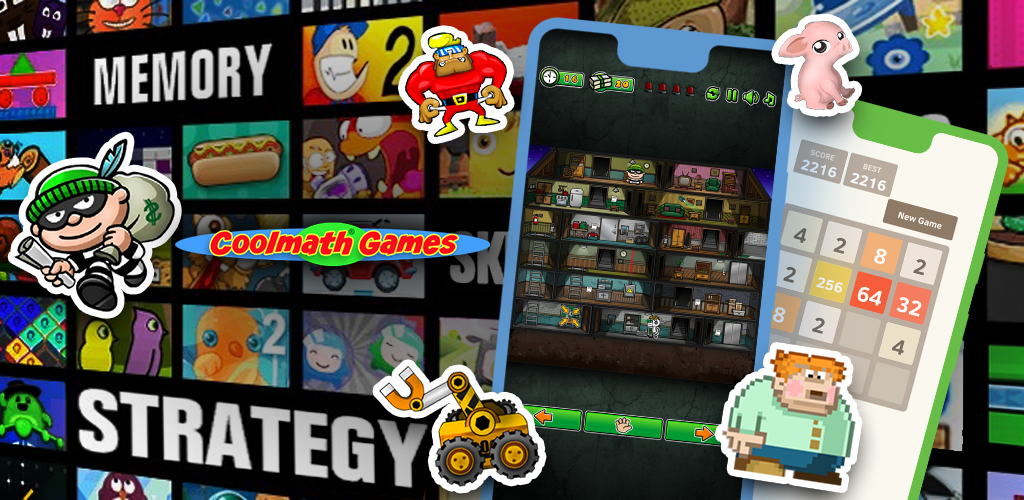 MEMORY
2
Coolmath® Games
SK
2
STRATEGY
$
SCORE
2216
BEST
2216
New Game
4 2 8 2
2 256 64 32
8 2 4